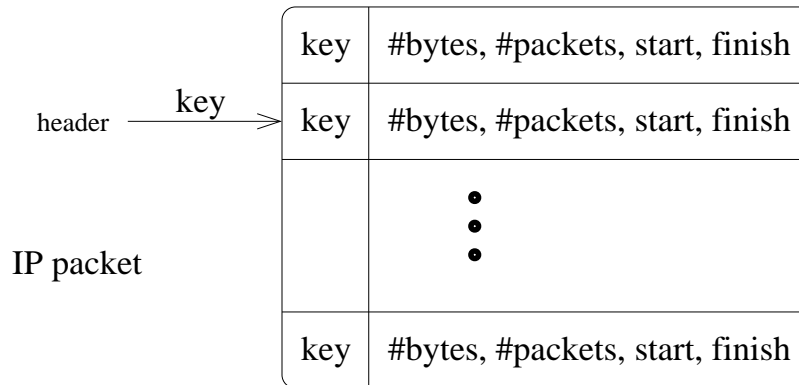 key #bytes, #packets, start, finish
key
header
key #bytes, #packets, start, finish
IP packet
key #bytes, #packets, start, finish